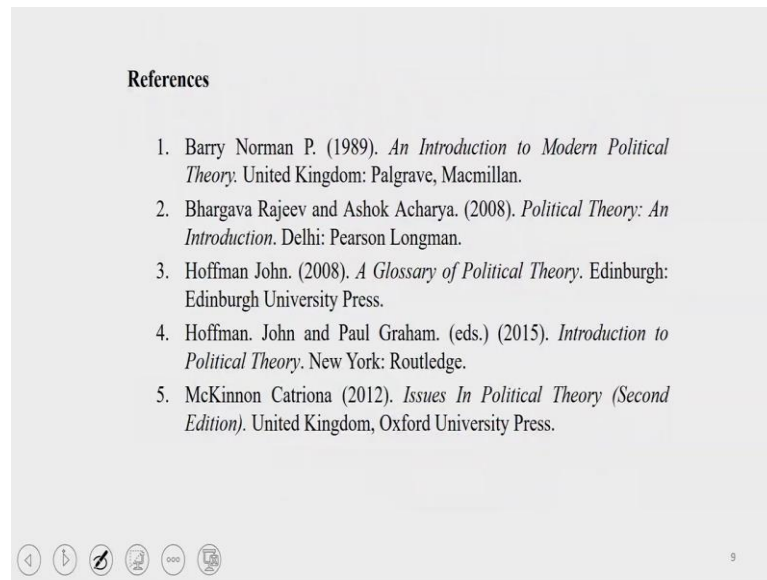 References
1. Barry Norman P. (1989). An Introduction to Modern Political
Theory. United Kingdom: Palgrave, Macmillan.
2. Bhargava Rajeev and Ashok Acharya. (2008). Political Theory: An
Introduction. Delhi: Pearson Longman.
3. Hoffman John. (2008). A Glossary of Political Theory. Edinburgh:
Edinburgh University Press.
4. Hoffman. John and Paul Graham. (eds.) (2015). Introduction to
Political Theory. New York: Routledge.
5. McKinnon Catriona (2012). Issues In Political Theory (Second
Edition). United Kingdom, Oxford University Press.
9